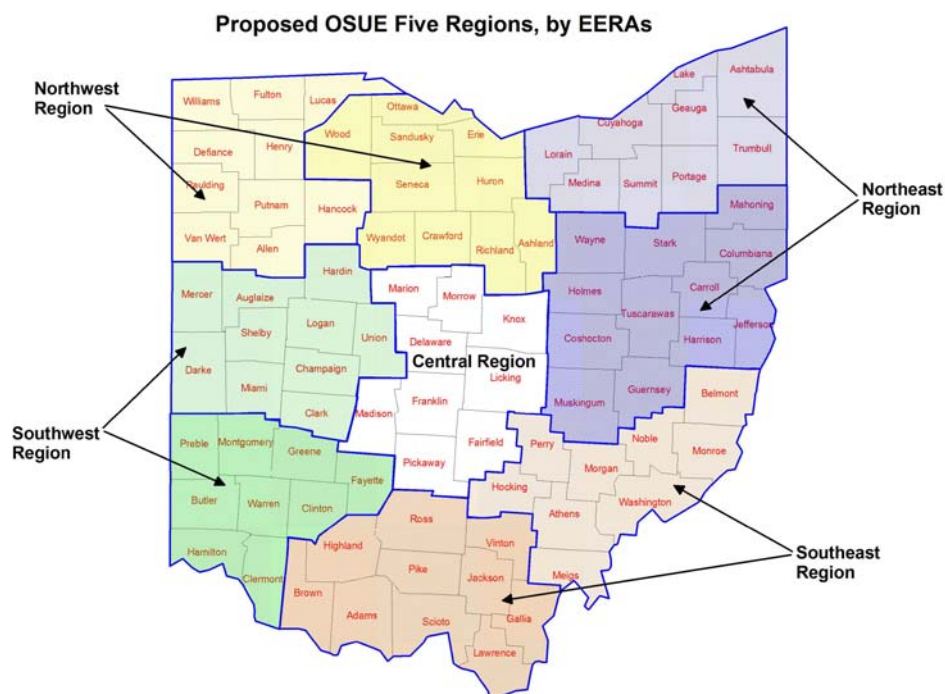 Proposed OSUE Five Regions, by EERAs
Northwest
Region
Northeast
Region
Central Region
Southwest
Region
Southeast
Region
Williams
Fulton
Lucas
Defiance
Henry
Paulding
Putnam
Hancock
Van Wert
Allen
Wood
Ottawa
Sandusky
Erie
Seneca
Huron
Wyandot
Crawford
Richland
Ashland
Lake
Ashtabula
Geauga
Cuyahoga
Lorain
Trumbull
Medina
Summit
Portage
Mahoning
Wayne
Stark
Columbiana
Holmes
Carroll
Tuscarawas
Jefferson
Coshocton
Harrison
Muskingum
Guernsey
Mercer
Auglaize
Hardin
Shelby
Logan
Union
Darke
Champaign
Miami
Clark
Marion
Morrow
Knox
Delaware
Licking
Madison
Franklin
Fairfield
Pickaway
Preble
Montgomery
Greene
Fayette
Butler
Warren
Clinton
Hamilton
Clermont
Belmont
Perry
Noble
Monroe
Morgan
Hocking
Washington
Athens
Meigs
Ross
Highland
Vinton
Pike
Jackson
Brown
Adams
Scioto
Gallia
Lawrence